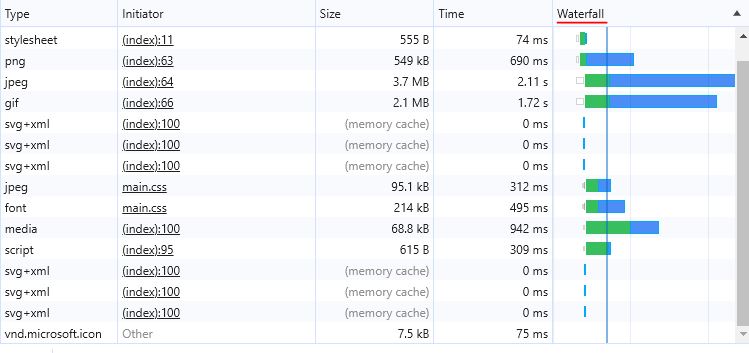 Type Initiator Size Time Waterfall
stylesheet (index):11 555 B 74 ms
png (index):63 549 kB 690 ms
jpeg (index):64 3.7 MB 2.11 s
gif (index):66 2.1 MB 1.72 s
svg+xml (index):100 (memory cache) 0 ms
svg+xml (index):100 (memory cache) 0 ms
svg+xml (index):100 (memory cache) 0 ms
jpeg main.css 95.1 kB 312 ms
font main.css 214 kB 495 ms
media (index):100 68.8 kB 942 ms
script (index):95 615 B 309 ms
svg+xml (index):100 (memory cache) 0 ms
svg+xml (index):100 (memory cache) 0 ms
svg+xml (index):100 (memory cache) 0 ms
vnd.microsoft.icon Other 7.5 kB 75 ms